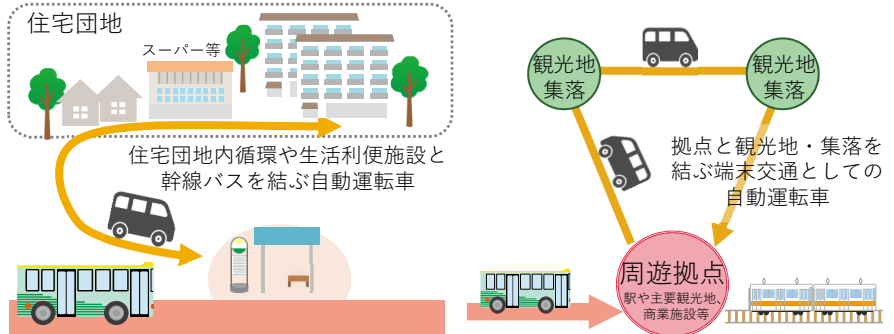 住宅団地
スーパー等
住宅団地内循環や生活利便施設と
幹線バスを結ぶ自動運転車
観光地
集落
観光地
集落
拠点と観光地・集落を
結ぶ端末交通としての
自動運転車
周遊拠点
駅や主要観光地、
商業施設等